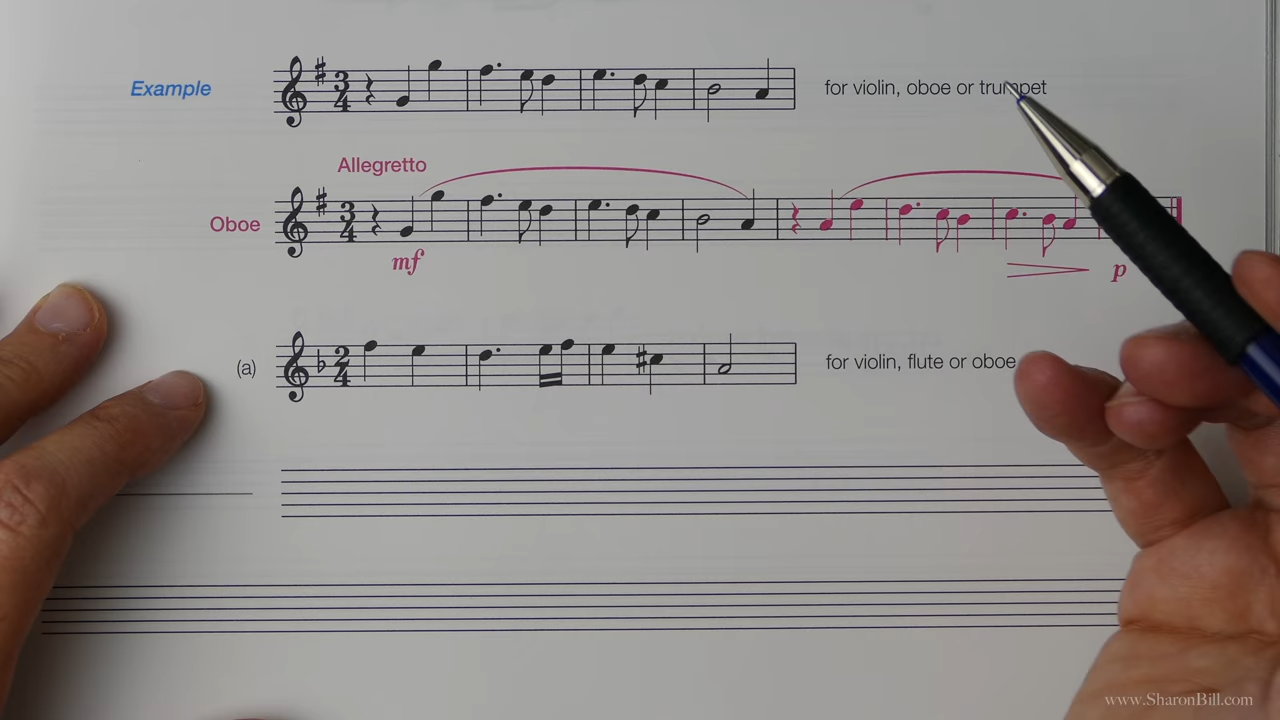 Example
for violin, oboe or trumpet
Allegretto
Oboe
mf
p
(a)
for violin, flute or oboe
www.SharonBill.com